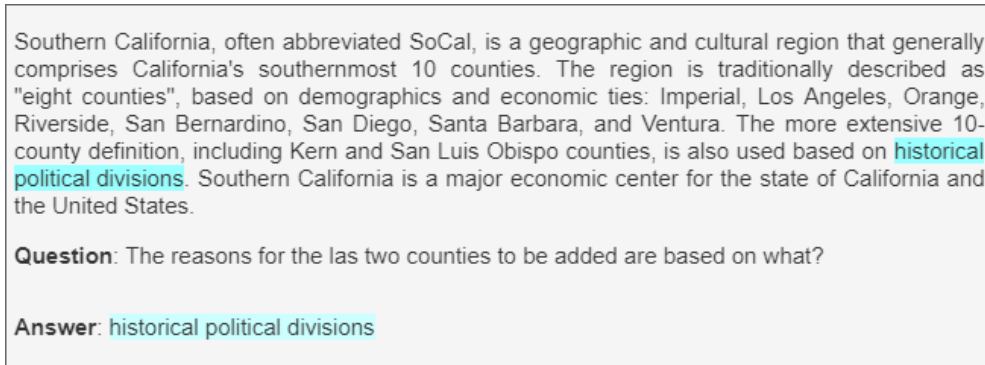 Southern California, often abbreviated SoCal, is a geographic and cultural region that generally
comprises California's southernmost 10 counties. The region is traditionally described as
"eight counties", based on demographics and economic ties: Imperial, Los Angeles, Orange,
Riverside, San Bernardino, San Diego, Santa Barbara, and Ventura. The more extensive 10-
county definition, including Kern and San Luis Obispo counties, is also used based on historical
political divisions. Southern California is a major economic center for the state of California and
the United States.
Question: The reasons for the las two counties to be added are based on what?
Answer: historical political divisions